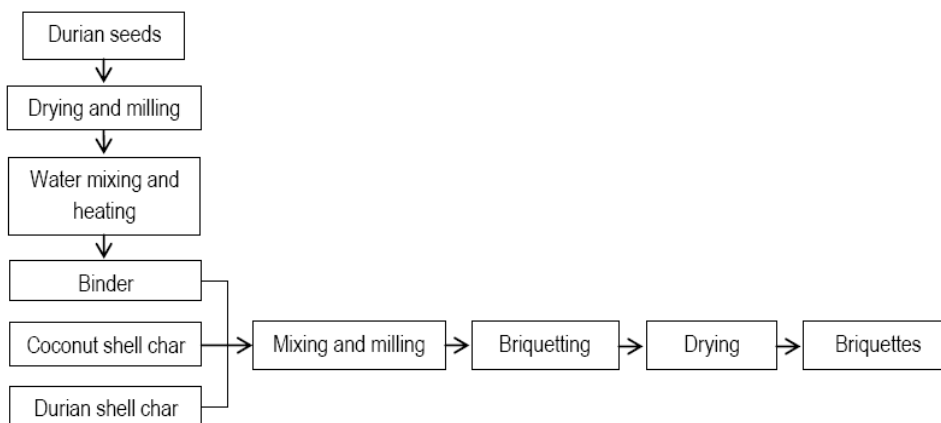 Durian seeds
Drying and milling
Water mixing and
heating
Binder
Coconut shell char
Durian shell char
Mixing and milling
Briquetting
Drying
Briquettes